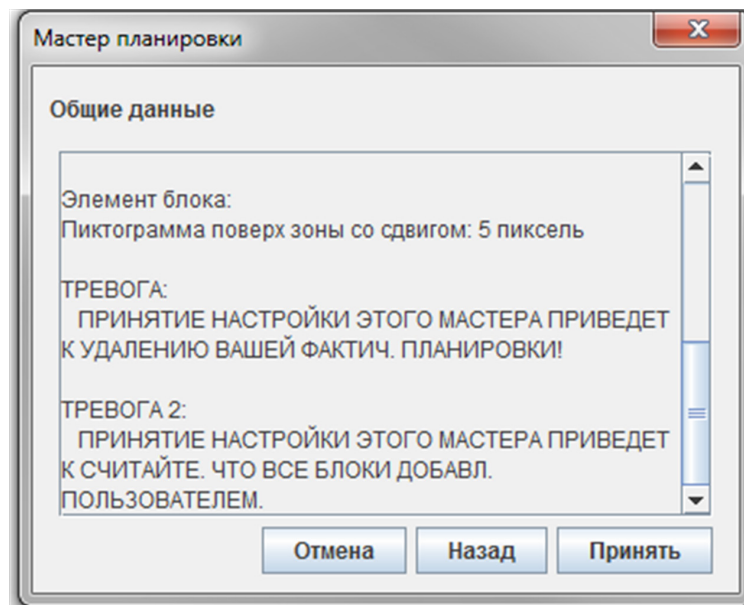 Мастер планировки
Общие данные
Элемент блока:
Пиктограмма поверх зоны со сдвигом: 5 пиксель
ТРЕВОГА:
ПРИНЯТИЕ НАСТРОЙКИ ЭТОГО МАСТЕРА ПРИВЕДЕТ
К УДАЛЕНИЮ ВАШЕЙ ФАКТИЧ. ПЛАНИРОВКИ!
ТРЕВОГА 2:
ПРИНЯТИЕ НАСТРОЙКИ ЭТОГО МАСТЕРА ПРИВЕДЕТ
К СЧИТАЙТЕ. ЧТО ВСЕ БЛОКИ ДОБАВЛ.
ПОЛЬЗОВАТЕЛЕМ.
Отмена Назад Принять